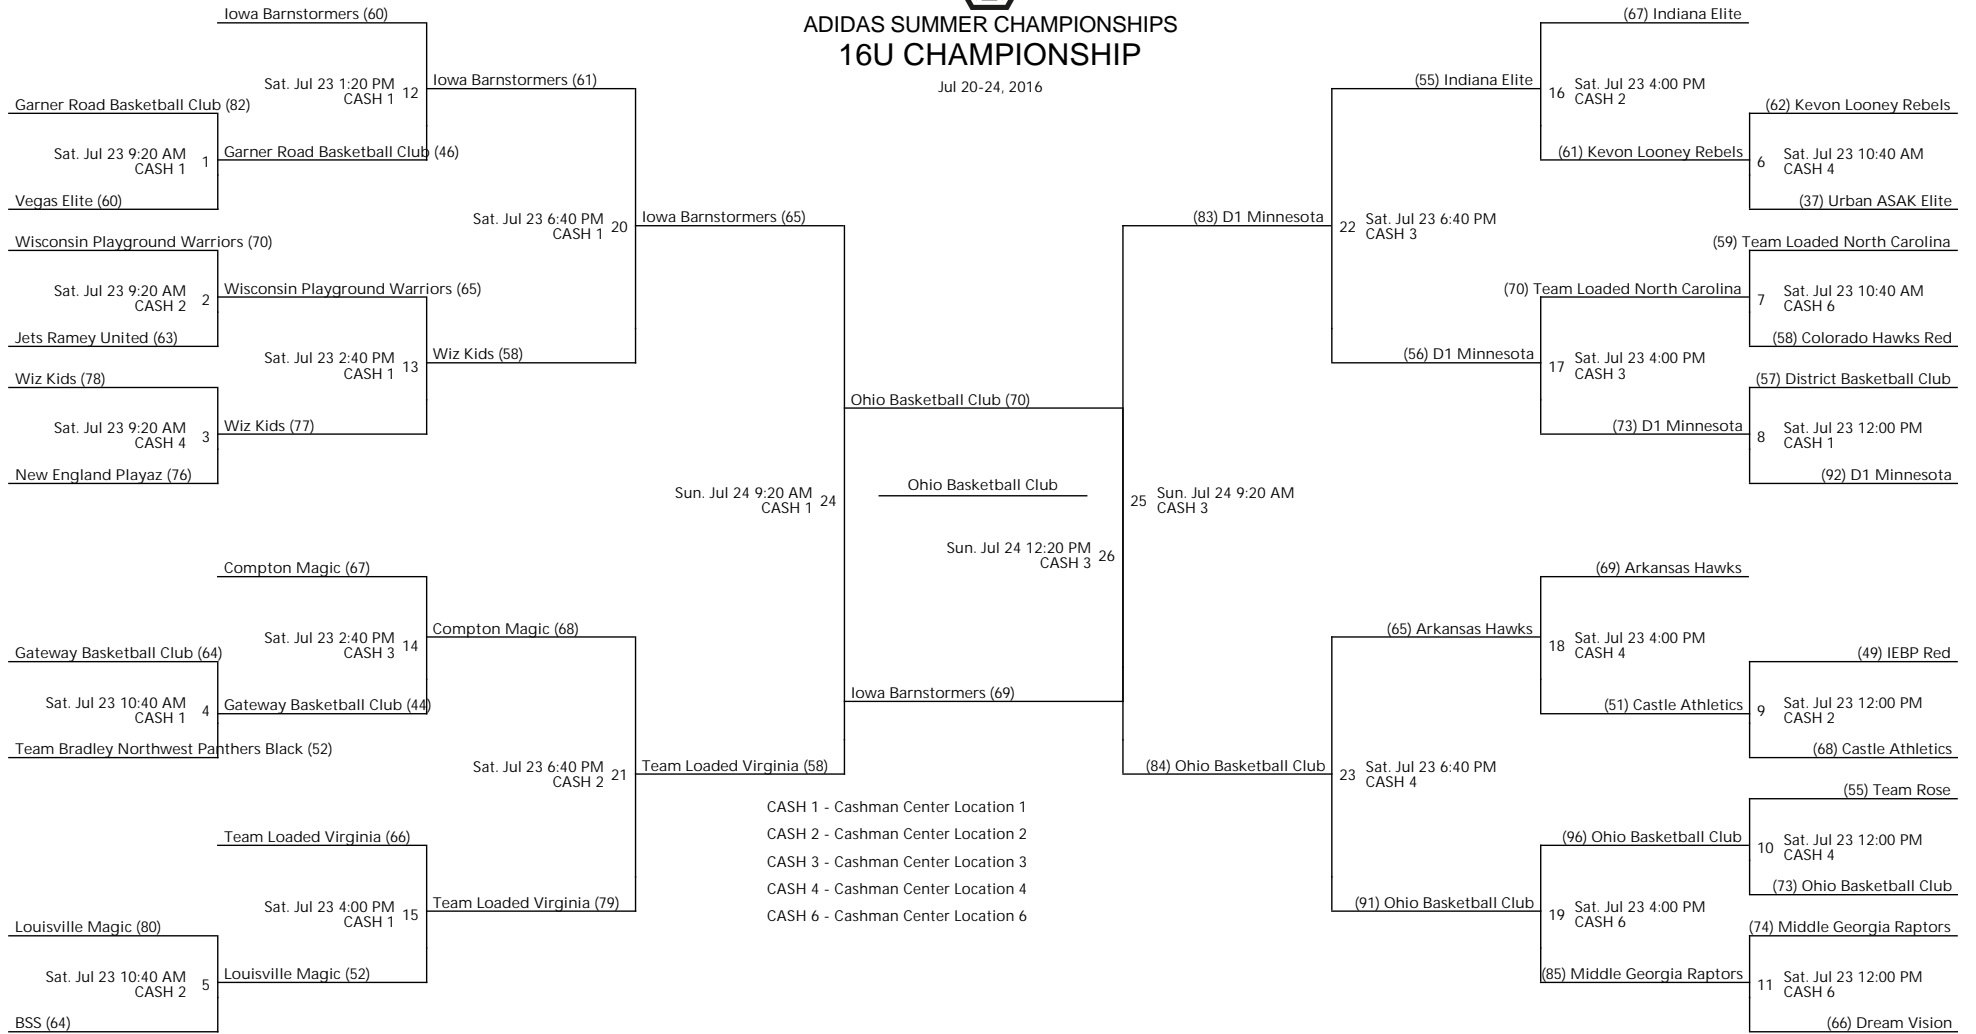 ADIDAS SUMMER CHAMPIONSHIPS
16U CHAMPIONSHIP
Jul 20-24, 2016
Iowa Barnstormers (60)
Sat. Jul 23 1:20 PM
CASH 1
12
Iowa Barnstormers (61)
Garner Road Basketball Club (82)
Sat. Jul 23 9:20 AM
CASH 1
1
Garner Road Basketball Club (46)
Vegas Elite (60)
Sat. Jul 23 6:40 PM
CASH 1
20
Iowa Barnstormers (65)
Wisconsin Playground Warriors (70)
Sat. Jul 23 9:20 AM
CASH 2
2
Wisconsin Playground Warriors (65)
Jets Ramey United (63)
Sat. Jul 23 2:40 PM
CASH 1
13
Wiz Kids (58)
Wiz Kids (78)
Sat. Jul 23 9:20 AM
CASH 4
3
Wiz Kids (77)
New England Playaz (76)
Sun. Jul 24 9:20 AM
CASH 1
24
Compton Magic (67)
Sat. Jul 23 2:40 PM
CASH 3
14
Compton Magic (68)
Gateway Basketball Club (64)
Sat. Jul 23 10:40 AM
CASH 1
4
Gateway Basketball Club (44)
Team Bradley Northwest Panthers Black (52)
Sat. Jul 23 6:40 PM
CASH 2
21
Team Loaded Virginia (58)
Team Loaded Virginia (66)
Sat. Jul 23 4:00 PM
CASH 1
15
Team Loaded Virginia (79)
Louisville Magic (80)
Sat. Jul 23 10:40 AM
CASH 2
5
Louisville Magic (52)
BSS (64)
Ohio Basketball Club (70)
Ohio Basketball Club
Sun. Jul 24 12:20 PM
CASH 3
26
Iowa Barnstormers (69)
CASH 1 - Cashman Center Location 1
CASH 2 - Cashman Center Location 2
CASH 3 - Cashman Center Location 3
CASH 4 - Cashman Center Location 4
CASH 6 - Cashman Center Location 6
(67) Indiana Elite
(55) Indiana Elite
16
Sat. Jul 23 4:00 PM
CASH 2
(62) Kevon Looney Rebels
(61) Kevon Looney Rebels
6
Sat. Jul 23 10:40 AM
CASH 4
(37) Urban ASAK Elite
(83) D1 Minnesota
22
Sat. Jul 23 6:40 PM
CASH 3
(59) Team Loaded North Carolina
(70) Team Loaded North Carolina
7
Sat. Jul 23 10:40 AM
CASH 6
(58) Colorado Hawks Red
(56) D1 Minnesota
17
Sat. Jul 23 4:00 PM
CASH 3
(57) District Basketball Club
(73) D1 Minnesota
8
Sat. Jul 23 12:00 PM
CASH 1
(92) D1 Minnesota
25
Sun. Jul 24 9:20 AM
CASH 3
(69) Arkansas Hawks
(65) Arkansas Hawks
18
Sat. Jul 23 4:00 PM
CASH 4
(49) IEBP Red
(51) Castle Athletics
9
Sat. Jul 23 12:00 PM
CASH 2
(68) Castle Athletics
(84) Ohio Basketball Club
23
Sat. Jul 23 6:40 PM
CASH 4
(55) Team Rose
(96) Ohio Basketball Club
10
Sat. Jul 23 12:00 PM
CASH 4
(73) Ohio Basketball Club
(91) Ohio Basketball Club
19
Sat. Jul 23 4:00 PM
CASH 6
(74) Middle Georgia Raptors
(85) Middle Georgia Raptors
11
Sat. Jul 23 12:00 PM
CASH 6
(66) Dream Vision